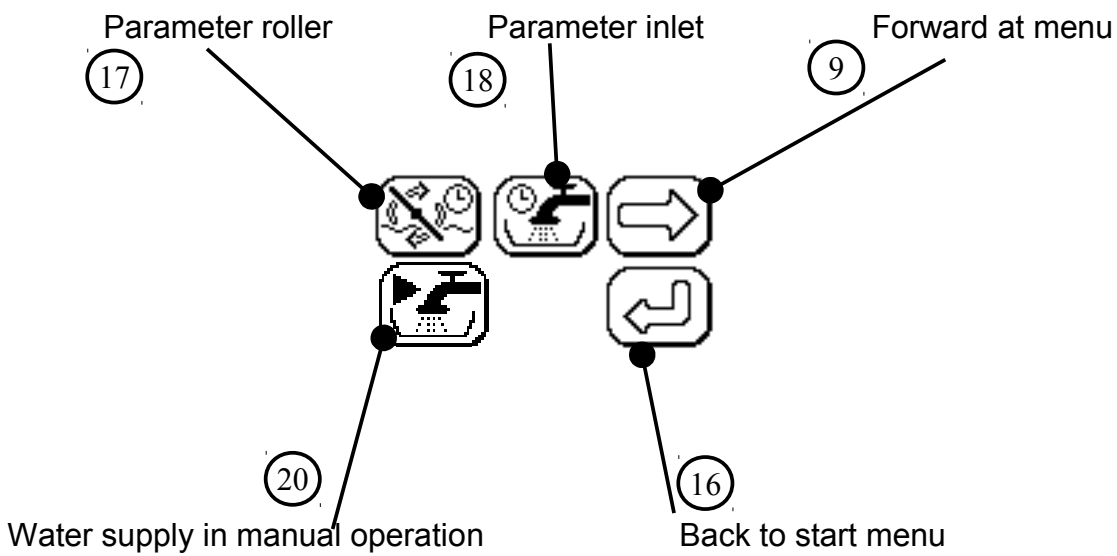 Parameter roller
Parameter inlet
Forward at menu
17
18
9
20
16
Water supply in manual operation
Back to start menu